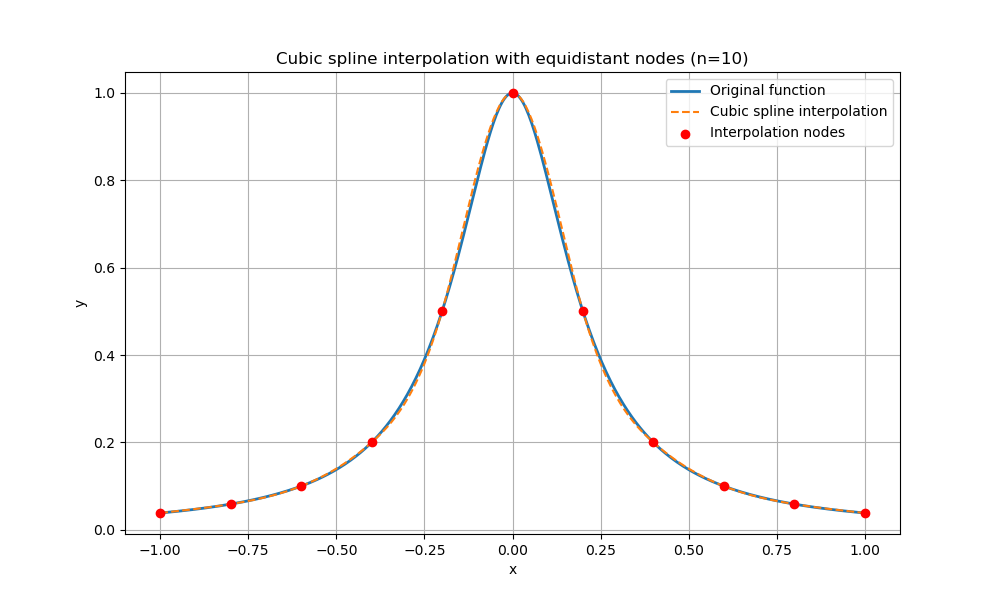 Cubic spline interpolation with equidistant nodes (n=10)
Original function
Cubic spline interpolation
Interpolation nodes
1.0
0.8
0.6
0.4
0.2
0.0
y
−1.00 −0.75 −0.50 −0.25 0.00 0.25 0.50 0.75 1.00
x